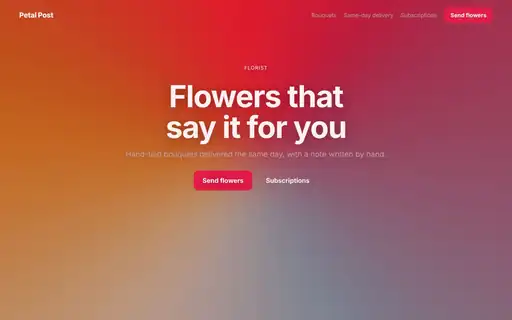 Petal Post
Bouquets Same-day delivery Subscriptions Send flowers
FLORIST
Flowers that
say it for you
Hand-tied bouquets delivered the same day, with a note written by hand.
Send flowers Subscriptions